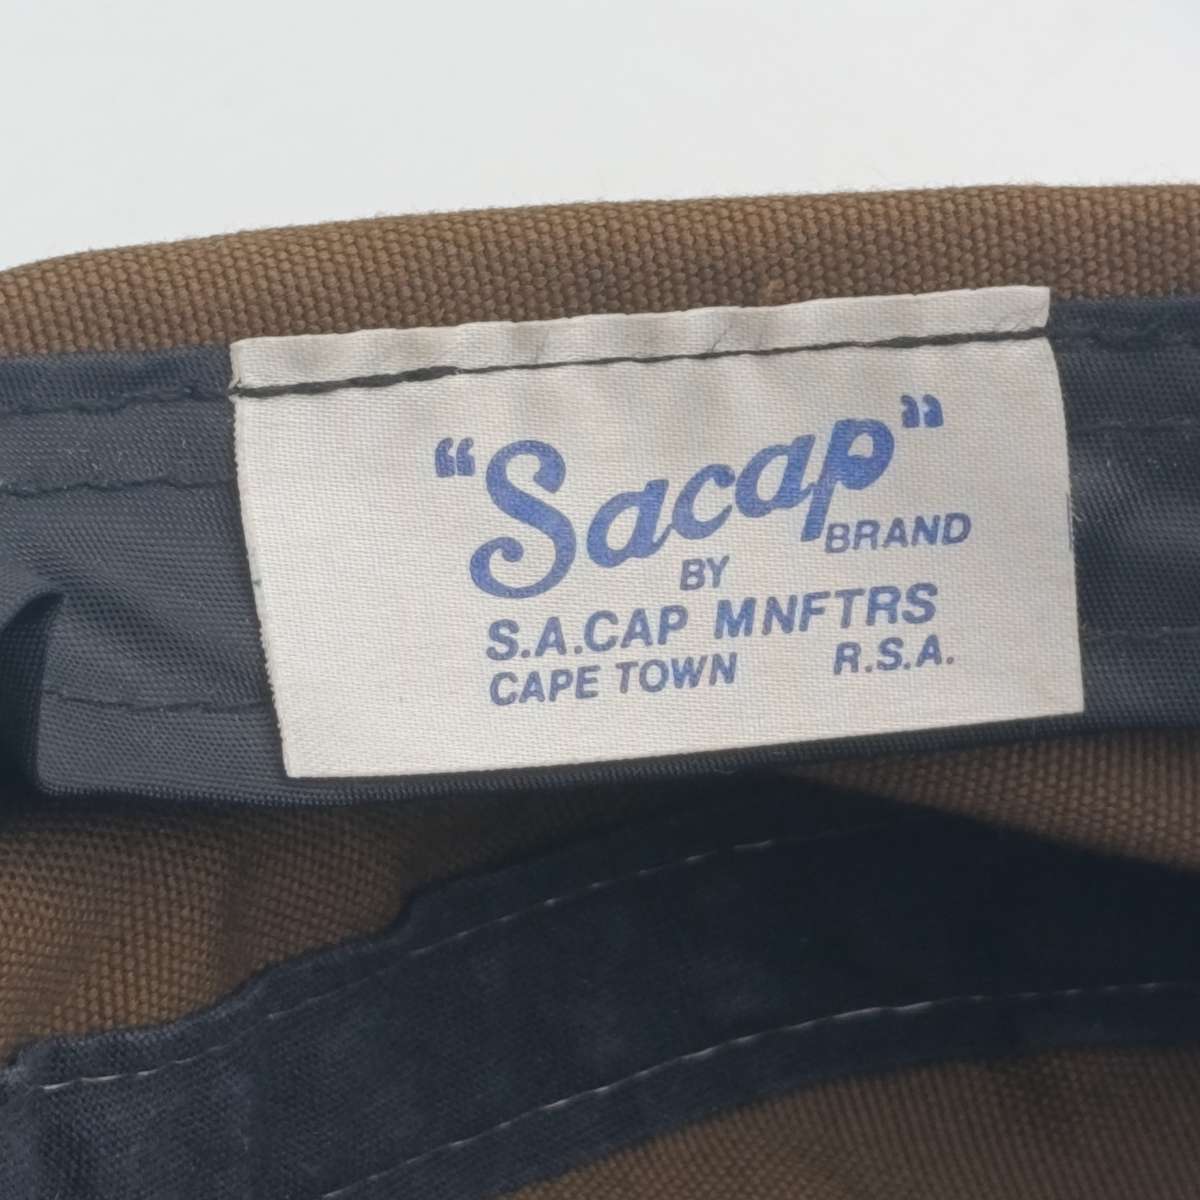 “Sacap”
BRAND
BY
S.A.CAP MNFTRS
CAPE TOWN R.S.A.